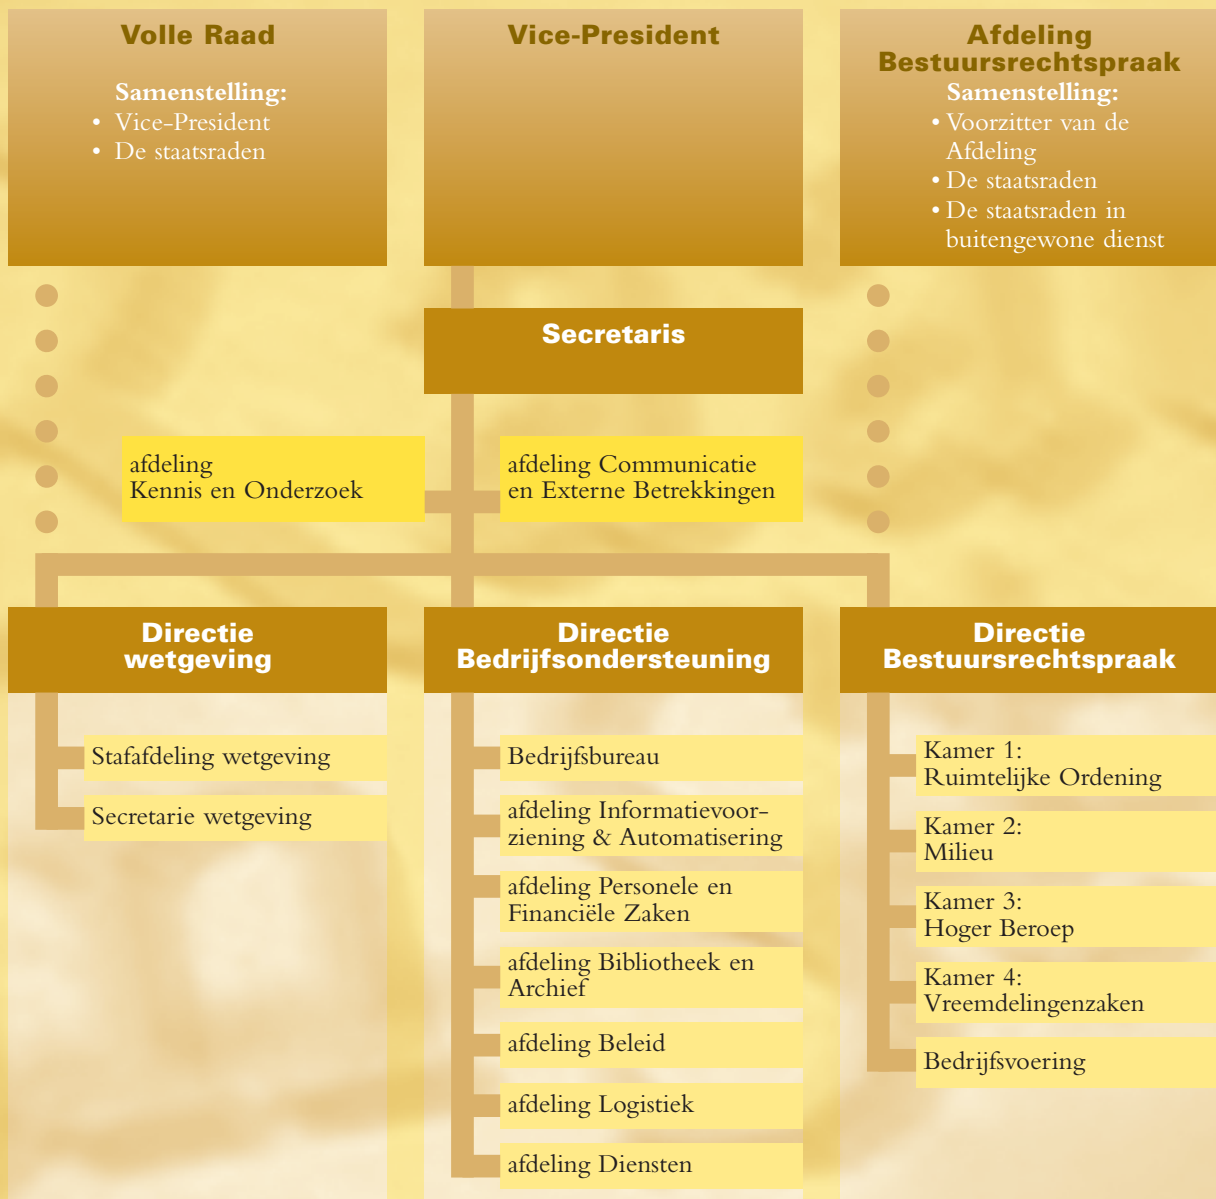 Volle Raad
Samenstelling:
• Vice-President
• De staatsraden
Vice-President
Afdeling
Bestuursrechtspraak
Samenstelling:
• Voorzitter van de
Afdeling
• De staatsraden
• De staatsraden in
buitengewone dienst
Secretaris
afdeling
Kennis en Onderzoek
afdeling Communicatie
en Externe Betrekkingen
Directie
wetgeving
Stafafdeling wetgeving
Secretarie wetgeving
Directie
Bedrijfsondersteuning
Bedrijfsbureau
afdeling Informatievoor-
ziening & Automatisering
afdeling Personele en
Financiële Zaken
afdeling Bibliotheek en
Archief
afdeling Beleid
afdeling Logistiek
afdeling Diensten
Directie
Bestuursrechtspraak
Kamer 1:
Ruimtelijke Ordening
Kamer 2:
Milieu
Kamer 3:
Hoger Beroep
Kamer 4:
Vreemdelingenzaken
Bedrijfsvoering